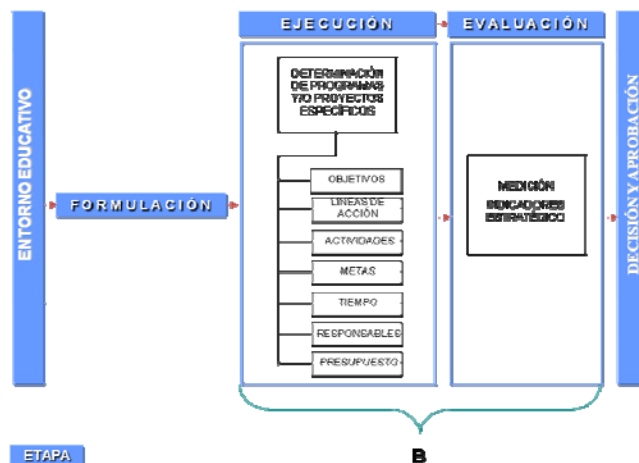 ENTORNO EDUCATIVO
FORMULACIÓN
EJECUCIÓN
DETERMINACIÓN
DE PROGRAMAS
Y/O PROYECTOS
ESPECÍFICOS
OBJETIVOS
LINEAS DE
ACCIÓN
ACTIVIDADES
METAS
TIEMPO
RESPONSABLES
PRESUPUESTO
EVALUACIÓN
MEDICIÓN
INDICADORES
ESTRATÉGICO
DECISIÓN Y APROBACIÓN
B
ETAPA